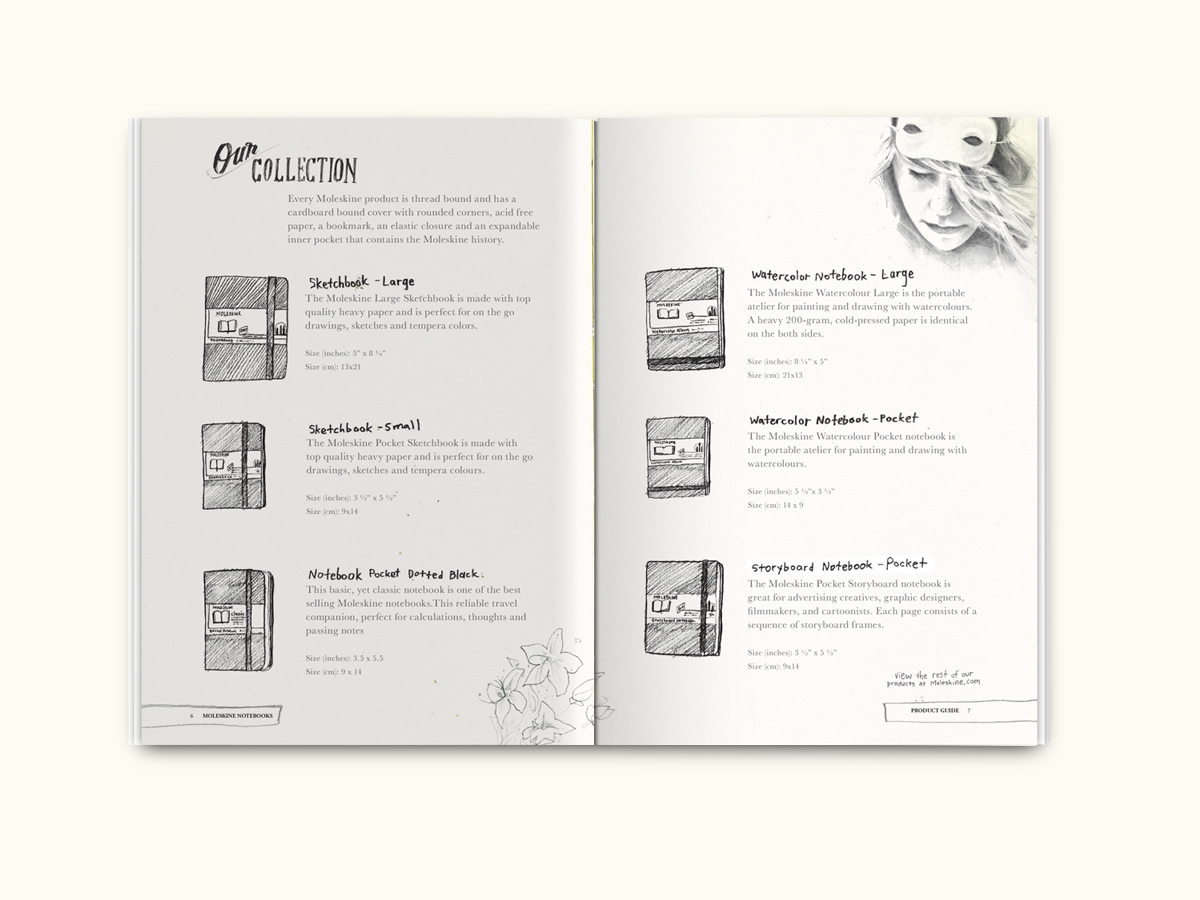 Our
COLLECTION
Every Moleskine product is thread bound and has a
cardboard bound cover with rounded corners, acid free
paper, a bookmark, an elastic closure and an expandable
inner pocket that contains the Moleskine history.
Sketchbook - Large
The Moleskine Large Sketchbook is made with top
quality heavy paper and is perfect for on the go
drawings, sketches and tempera colors.
Size (inches): 5" x 8 ¼"
Size (cm): 13x21
MOLESKINE
Sketchbook - Small
The Moleskine Pocket Sketchbook is made with
top quality heavy paper and is perfect for on the go
drawings, sketches and tempera colours.
Size (inches): 3 ½" x 5 ½"
Size (cm): 9x14
MOLESKINE
Notebook Pocket Dotted Black.
This basic, yet classic notebook is one of the best
selling Moleskine notebooks.This reliable travel
companion, perfect for calculations, thoughts and
passing notes
Size (inches): 3.5 x 5.5
Size (cm): 9 x 14
MOLESKINE
classic
6 MOLESKINE NOTEBOOKS
Watercolor Notebook - Large
The Moleskine Watercolour Large is the portable
atelier for painting and drawing with watercolours.
A heavy 200-gram, cold-pressed paper is identical
on the both sides.
Size (inches): 8 ¼" x 5"
Size (cm): 21x13
MOLESKINE
Watercolor Album
Watercolor Notebook - Pocket
The Moleskine Watercolour Pocket notebook is
the portable atelier for painting and drawing with
watercolours.
Size (inches): 5 ½"x 3 ½"
Size (cm): 14 x 9
MOLESKINE
Storyboard Notebook - Pocket
The Moleskine Pocket Storyboard notebook is
great for advertising creatives, graphic designers,
filmmakers, and cartoonists. Each page consists of a
sequence of storyboard frames.
Size (inches): 3 ½" x 5 ½"
Size (cm): 9x14
MOLESKINE
Storyboard Notebook
View the rest of our
products at Moleskine.com
PRODUCT GUIDE 7